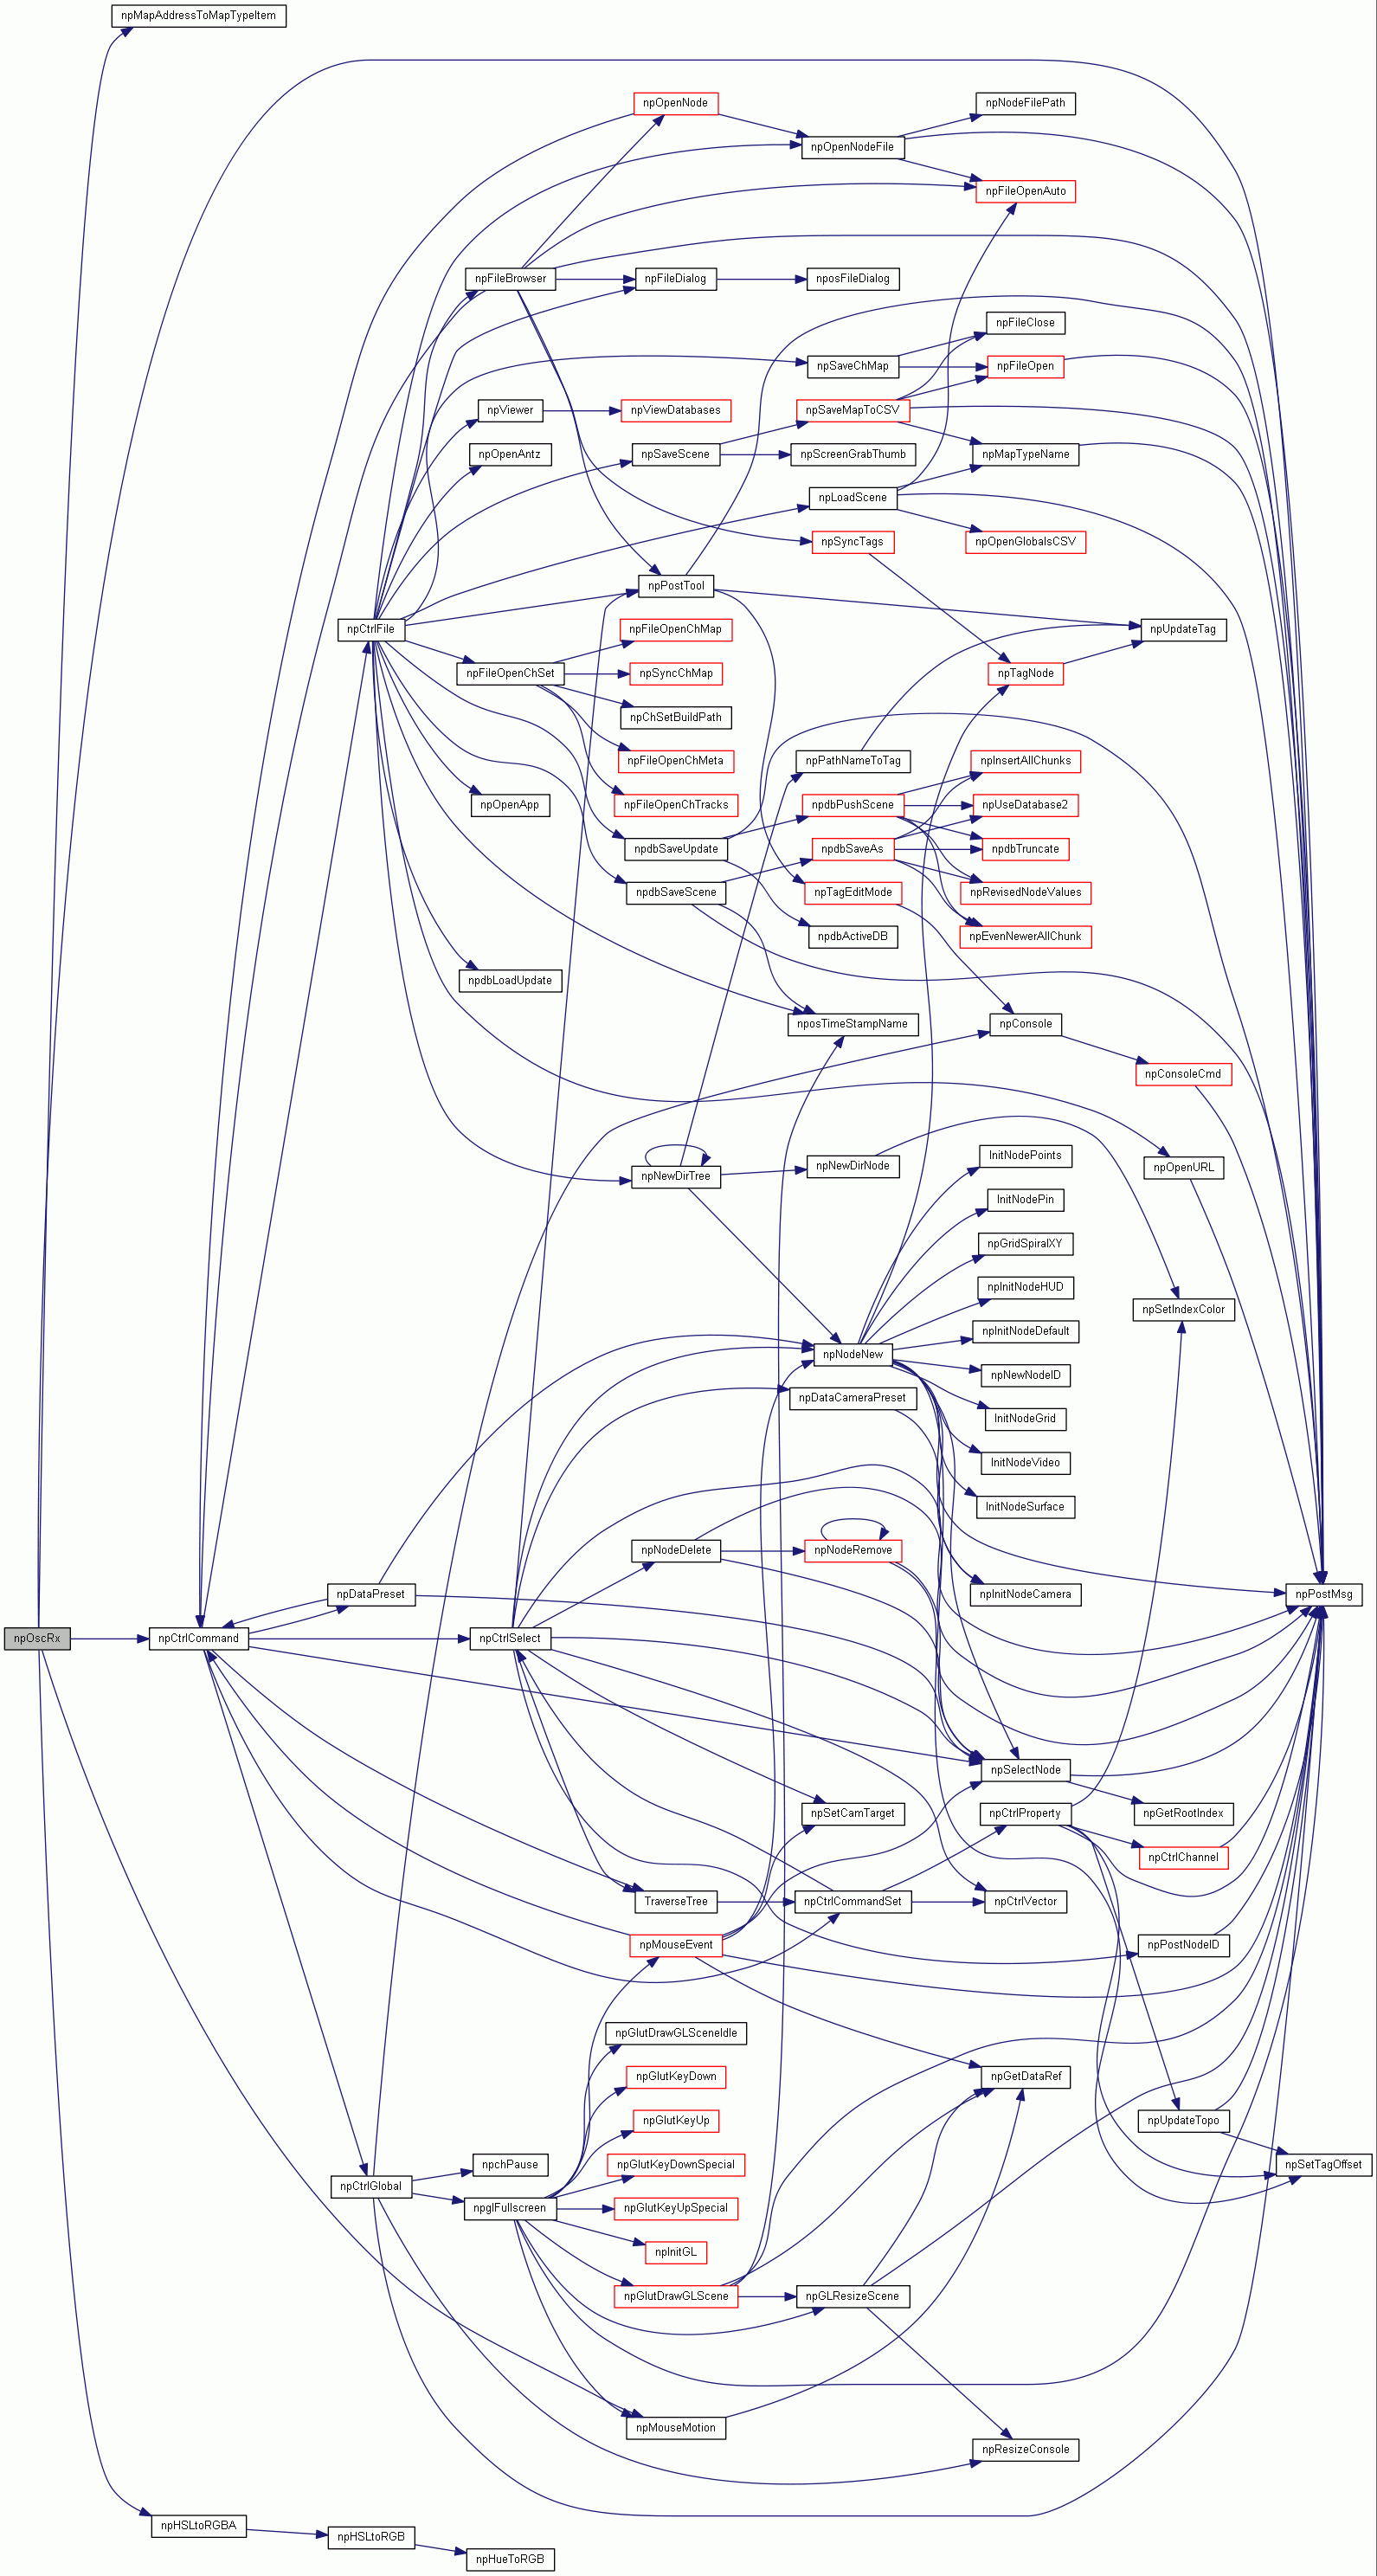 npMapAddressToMapTypeItem
npOpenNode
npNodeFilePath
npOpenNodeFile
npFileOpenAuto
npFileBrowser
npFileDialog
nposFileDialog
npFileClose
npSaveChMap
npFileOpen
npViewer
npViewDatabases
npSaveMapToCSV
npOpenAntz
npSaveScene
npScreenGrabThumb
npMapTypeName
npLoadScene
npSyncTags
npOpenGlobalsCSV
npPostTool
npCtrlFile
npFileOpenChMap
npUpdateTag
npFileOpenChSet
npSyncChMap
npTagNode
npChSetBuildPath
npFileOpenChMeta
npPathNameToTag
npInsertAllChunks
npOpenApp
npFileOpenChTracks
npdbPushScene
npUseDatabase2
npdbSaveUpdate
npdbSaveAs
npdbTruncate
npdbSaveScene
npTagEditMode
npRevisedNodeValues
npdbActiveDB
npEvenNewerAllChunk
npdbLoadUpdate
nposTimeStampName
npConsole
npConsoleCmd
npNewDirTree
npNewDirNode
InitNodePoints
npOpenURL
InitNodePin
npGridSpiralXY
npInitNodeHUD
npSetIndexColor
npInitNodeDefault
npNodeNew
npNewNodeID
npDataCameraPreset
InitNodeGrid
InitNodeVideo
InitNodeSurface
npNodeDelete
npNodeRemove
npDataPreset
npInitNodeCamera
npPostMsg
npOscRx
npCtrlCommand
npCtrlSelect
npSelectNode
npSetCamTarget
npCtrlProperty
npGetRootIndex
npCtrlChannel
TraverseTree
npCtrlCommandSet
npCtrlVector
npMouseEvent
npPostNodeID
npGlutDrawGLSceneIdle
npGlutKeyDown
npGetDataRef
npGlutKeyUp
npUpdateTopo
npchPause
npGlutKeyDownSpecial
npSetTagOffset
npCtrlGlobal
npglFullscreen
npGlutKeyUpSpecial
npInitGL
npGlutDrawGLScene
npGLResizeScene
npMouseMotion
npResizeConsole
npHSLtoRGBA
npHSLtoRGB
npHueToRGB